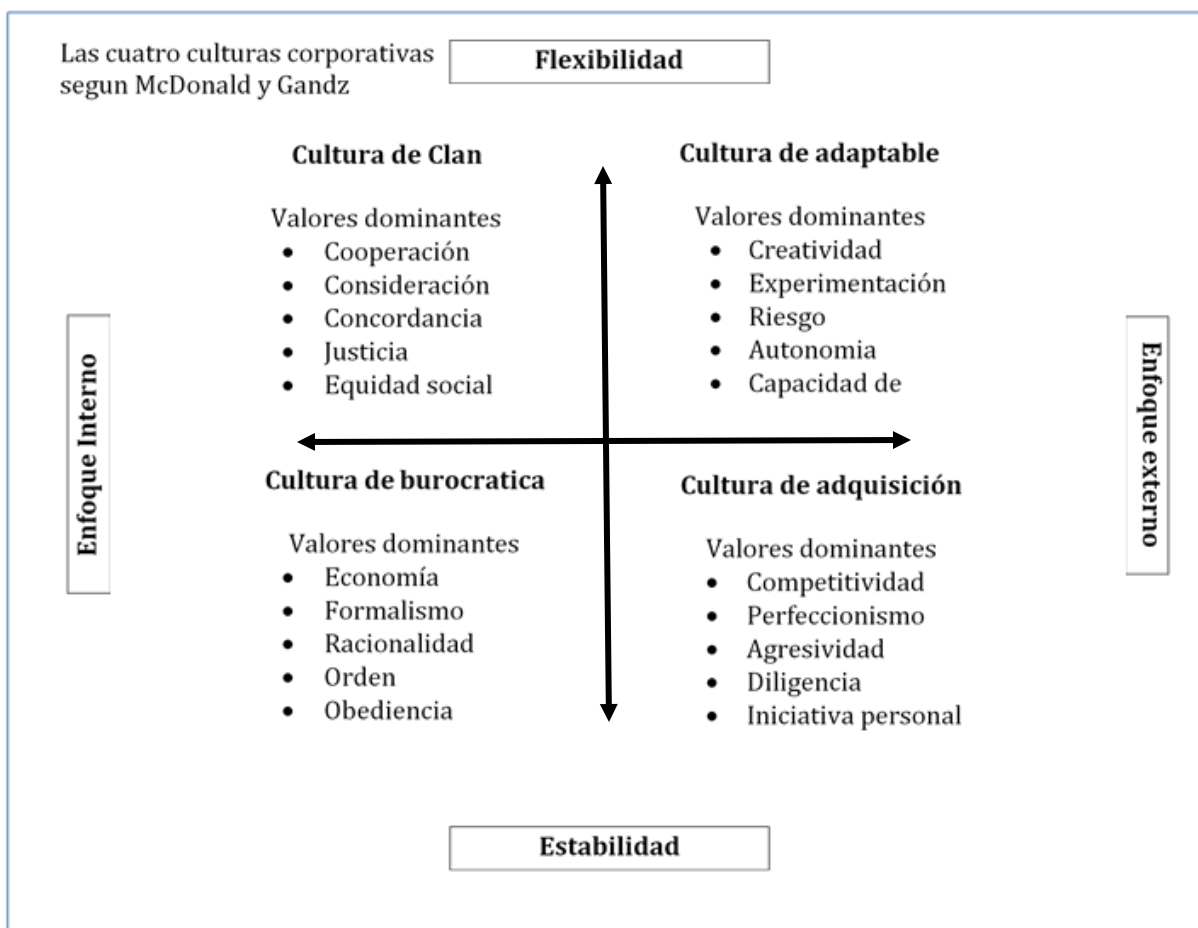 Las cuatro culturas corporativas
segun McDonald y Gandz
Flexibilidad
Cultura de Clan
Valores dominantes
• Cooperación
• Consideración
• Concordancia
• Justicia
• Equidad social
Cultura de adaptable
Valores dominantes
• Creatividad
• Experimentación
• Riesgo
• Autonomia
• Capacidad de
Enfoque Interno
Enfoque externo
Cultura de burocratica
Valores dominantes
• Economía
• Formalismo
• Racionalidad
• Orden
• Obediencia
Cultura de adquisición
Valores dominantes
• Competitividad
• Perfeccionismo
• Agresividad
• Diligencia
• Iniciativa personal
Estabilidad